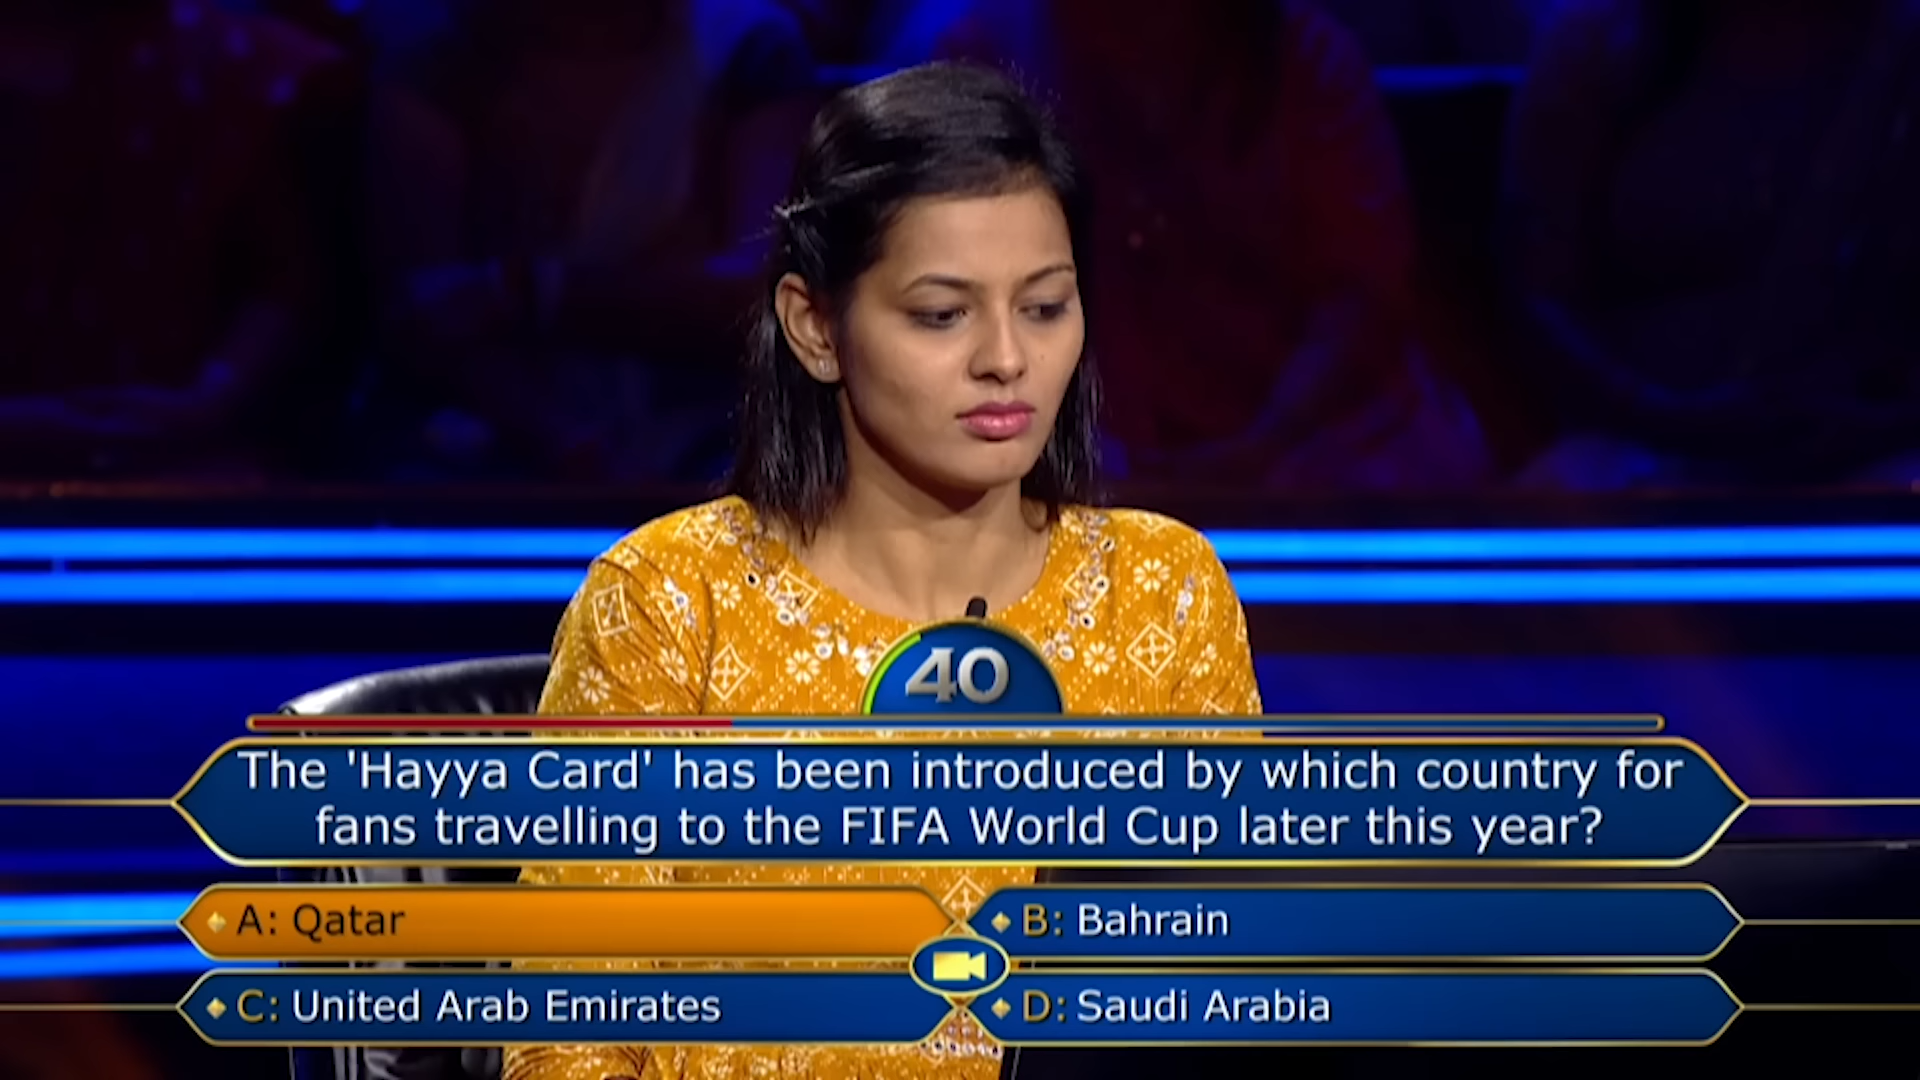 40
The 'Hayya Card' has been introduced by which country for
fans travelling to the FIFA World Cup later this year?
A: Qatar
B: Bahrain
C: United Arab Emirates
D: Saudi Arabia